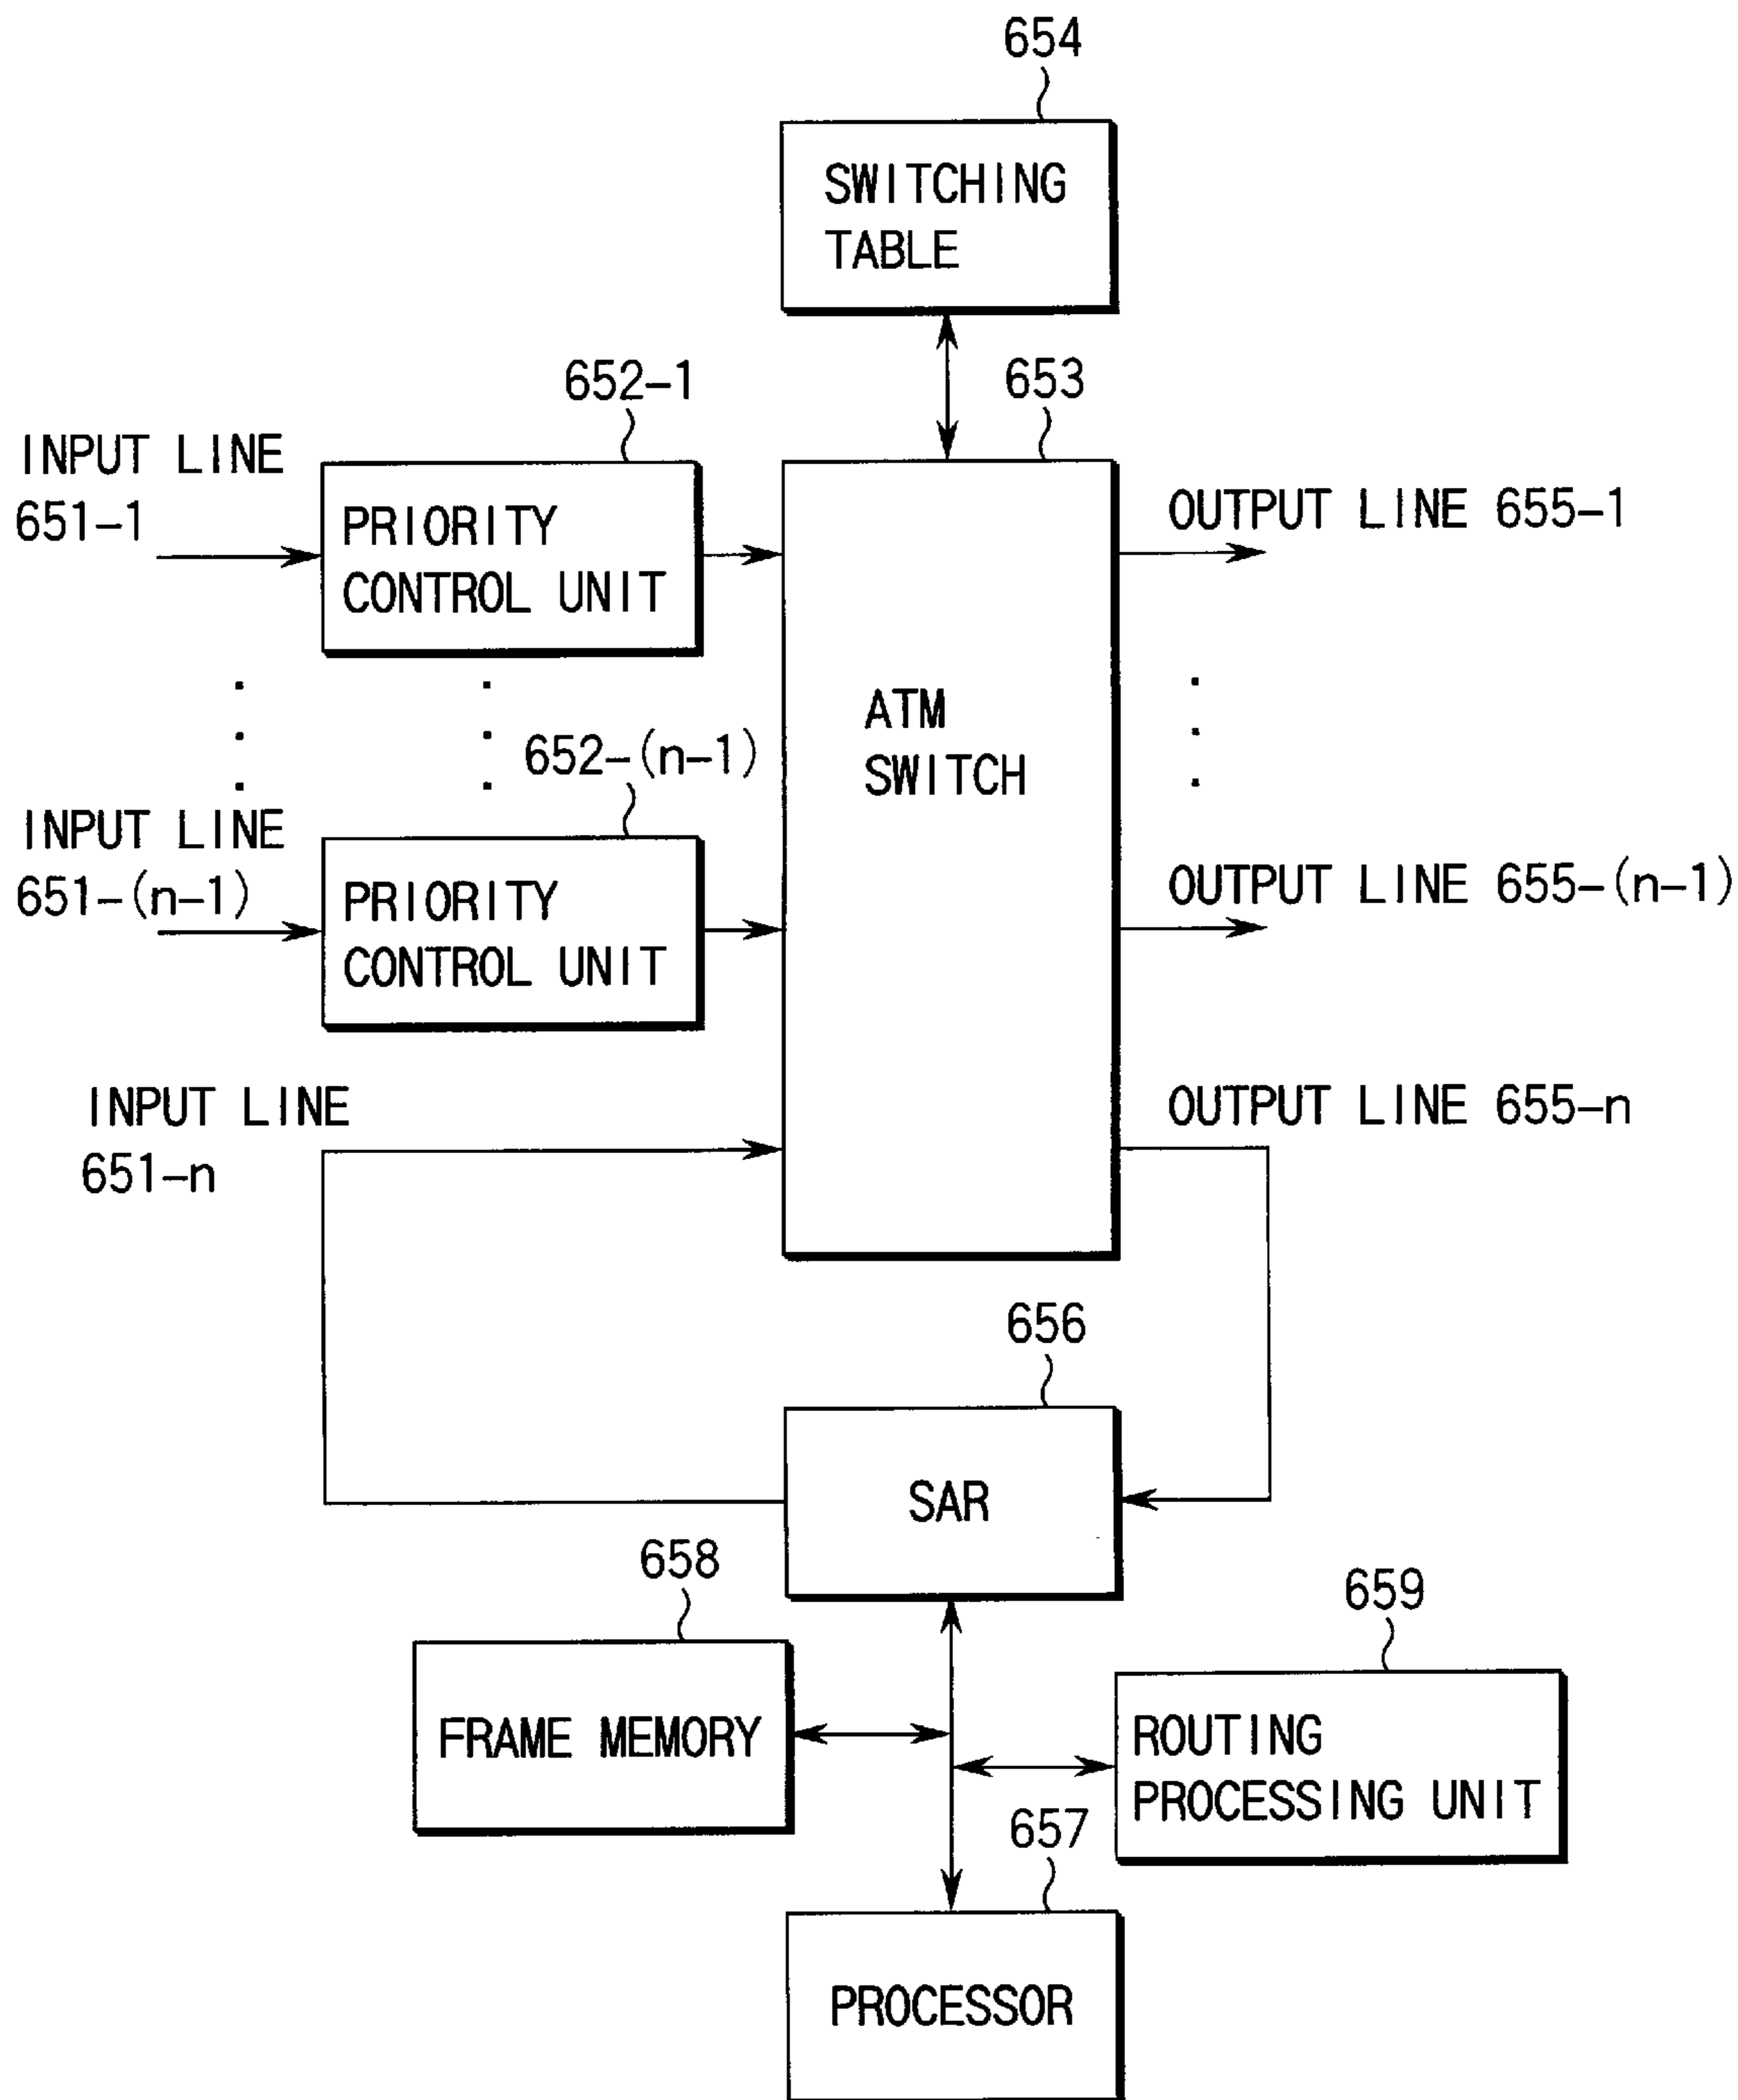 654
SWITCHING
TABLE
652-1
653
INPUT LINE
651-1
PRIORITY
CONTROL UNIT
OUTPUT LINE 655-1
ATM
SWITCH
652-(n-1)
INPUT LINE
651-(n-1)
PRIORITY
CONTROL UNIT
OUTPUT LINE 655-(n-1)
INPUT LINE
651-n
OUTPUT LINE 655-n
656
SAR
658
659
FRAME MEMORY
ROUTING
PROCESSING UNIT
657
PROCESSOR